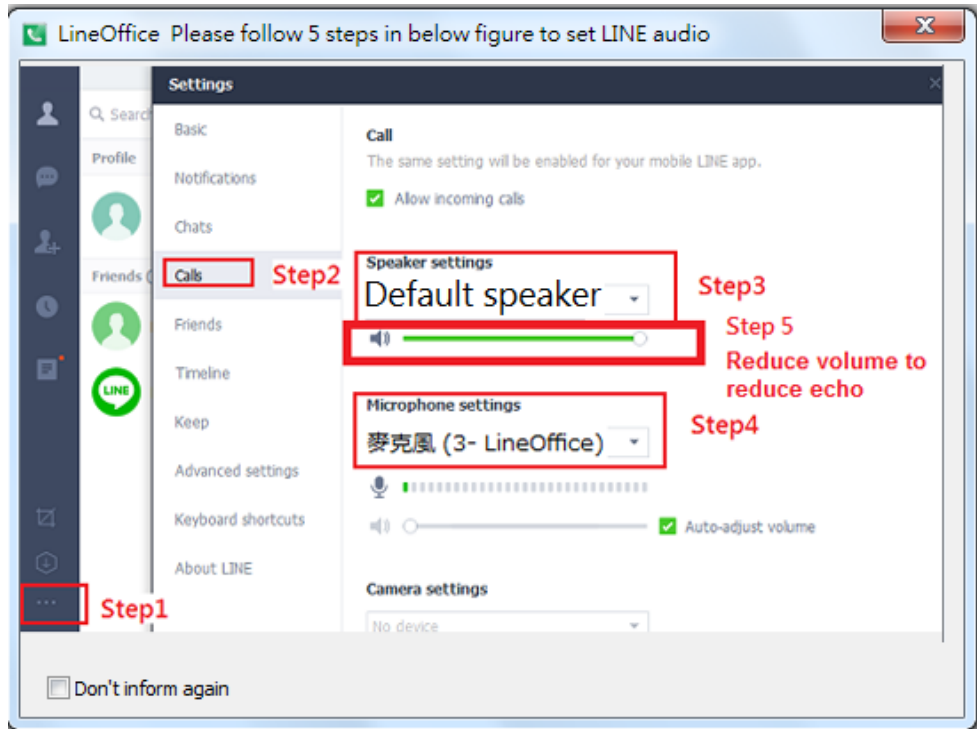 LineOffice Please follow 5 steps in below figure to set LINE audio
Settings
Search
Profile
Friends (
LINE
Step1
Basic
Notifications
Chats
Calls
Step2
Friends
Timeline
Keep
Advanced settings
Keyboard shortcuts
About LINE
Call
The same setting will be enabled for your mobile LINE app.
Allow incoming calls
Speaker settings
Default speaker
Step3
Step 5
Reduce volume to
reduce echo
Microphone settings
麥克風 (3- LineOffice)
Step4
Auto-adjust volume
Camera settings
No device
Don't inform again